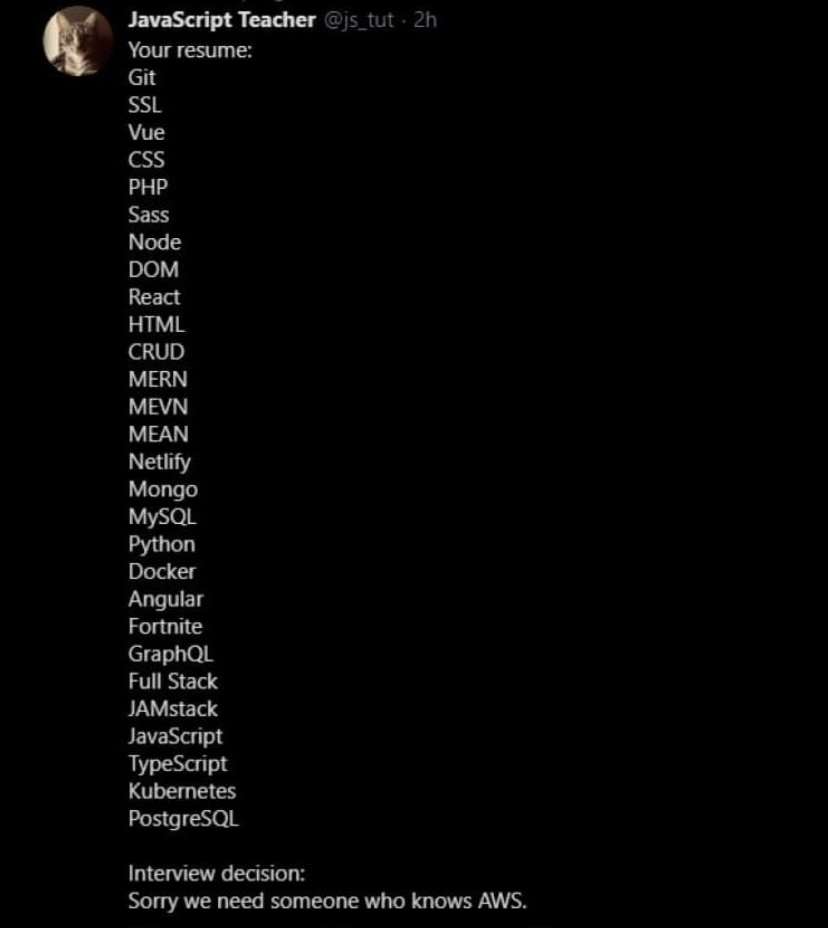 JavaScript Teacher @js_tut · 2h
Your resume:
Git
SSL
Vue
CSS
PHP
Sass
Node
DOM
React
HTML
CRUD
MERN
MEVN
MEAN
Netlify
Mongo
MySQL
Python
Docker
Angular
Fortnite
GraphQL
Full Stack
JAMstack
JavaScript
TypeScript
Kubernetes
PostgreSQL
Interview decision:
Sorry we need someone who knows AWS.